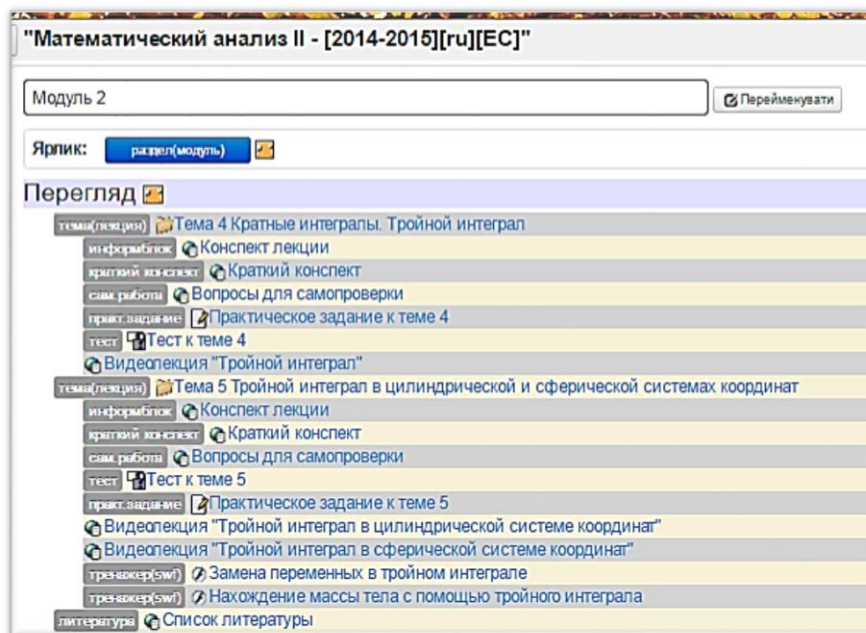 "Математический анализ II - [2014-2015][ru][ЕС]"
Модуль 2 Перейменувати
Ярлик: раздел(модуль)
Перегляд
тема(лекция) Тема 4 Кратные интегралы. Тройной интеграл
информблок Конспект лекции
краткий конспект Краткий конспект
сам.работа Вопросы для самопроверки
практ.задание Практическое задание к теме 4
тест Тест к теме 4
Видеолекция "Тройной интеграл"
тема(лекция) Тема 5 Тройной интеграл в цилиндрической и сферической системах координат
информблок Конспект лекции
краткий конспект Краткий конспект
сам.работа Вопросы для самопроверки
тест Тест к теме 5
практ.задание Практическое задание к теме 5
Видеолекция "Тройной интеграл в цилиндрической системе координат"
Видеолекция "Тройной интеграл в сферической системе координат"
тренажер(swf) Замена переменных в тройном интеграле
тренажер(swf) Нахождение массы тела с помощью тройного интеграла
литература Список литературы